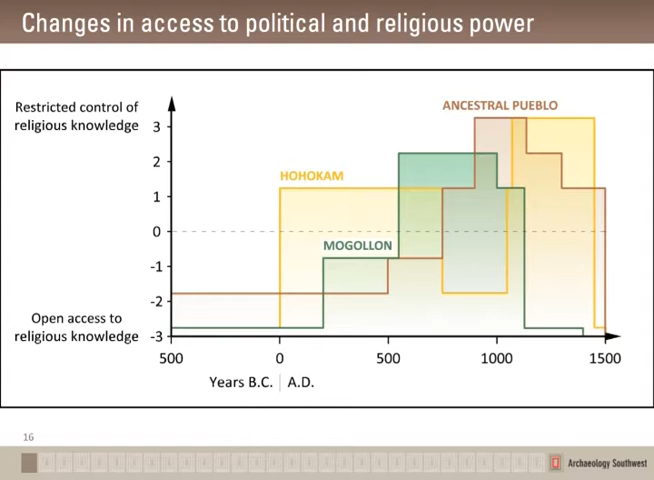 Changes in access to political and religious power
Restricted control of
religious knowledge
3
2
1
0
-1
-2
-3
Open access to
religious knowledge
ANCESTRAL PUEBLO
HOHOKAM
MOGOLLON
500
0
500
1000
1500
Years B.C. | A.D.
16
Archaeology Southwest